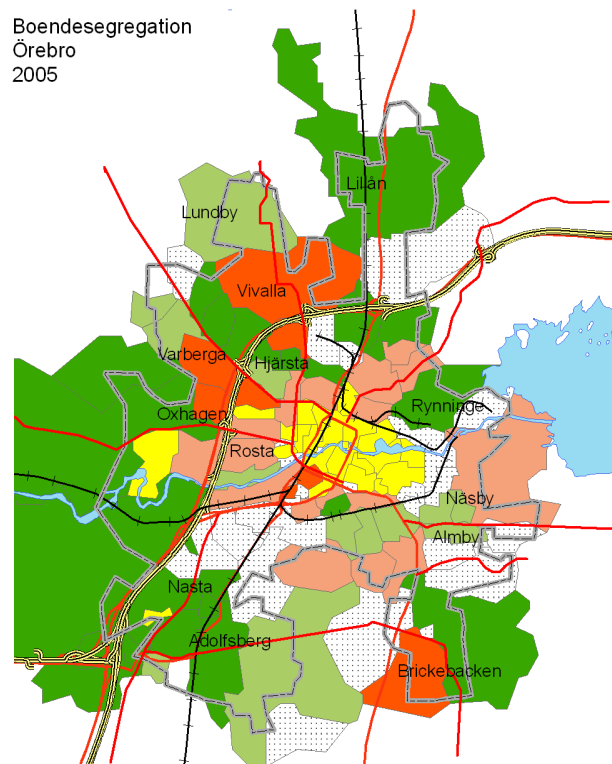 Boendesegregation
Örebro
2005
Lillån
Lundby
Vivalla
Varberga
Hjärsta
Oxhagen
Rynninge
Rosta
Näsby
Almby
Nasta
Adolfsberg
Brickebacken